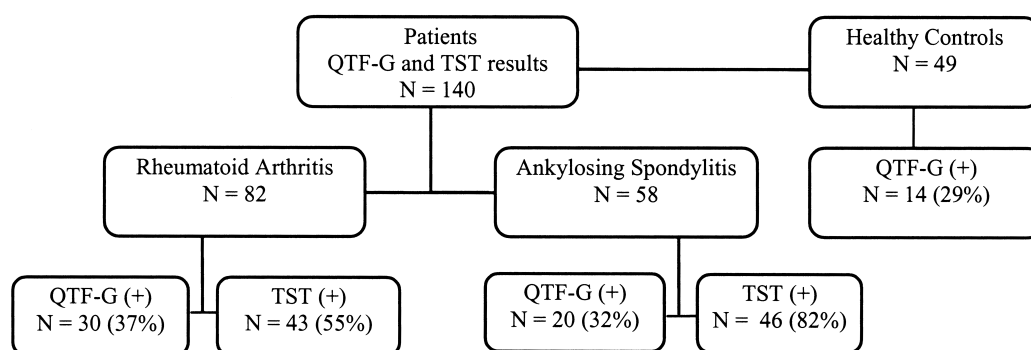 Patients
QTF-G and TST results
N = 140
Healthy Controls
N = 49
Rheumatoid Arthritis
N = 82
Ankylosing Spondylitis
N = 58
QTF-G (+)
N = 14 (29%)
QTF-G (+)
N = 30 (37%)
TST (+)
N = 43 (55%)
QTF-G (+)
N = 20 (32%)
TST (+)
N = 46 (82%)